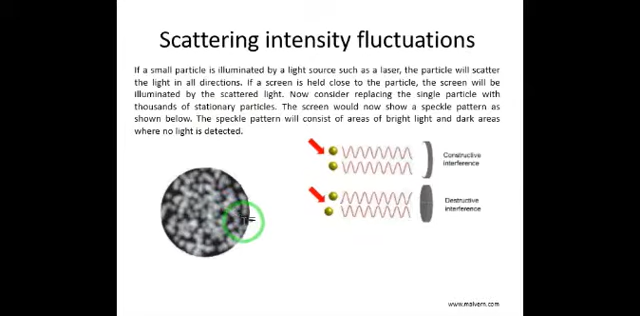 Scattering intensity fluctuations
If a small particle is illuminated by a light source such as a laser, the particle will scatter
the light in all directions. If a screen is held close to the particle, the screen will be
illuminated by the scattered light. Now consider replacing the single particle with
thousands of stationary particles. The screen would now show a speckle pattern as
shown below. The speckle pattern will consist of areas of bright light and dark areas
where no light is detected.
Constructive
interference
Destructive
interference
www.malvern.com